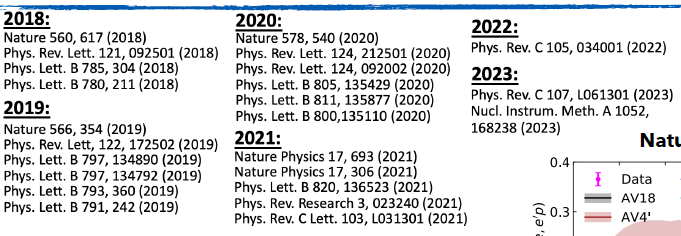 2018:
Nature 560, 617 (2018)
Phys. Rev. Lett. 121, 092501 (2018)
Phys. Lett. B 785, 304 (2018)
Phys. Lett. B 780, 211 (2018)
2019:
Nature 566, 354 (2019)
Phys. Rev. Lett, 122, 172502 (2019)
Phys. Lett. B 797, 134890 (2019)
Phys. Lett. B 797, 134792 (2019)
Phys. Lett. B 793, 360 (2019)
Phys. Lett. B 791, 242 (2019)
2020:
Nature 578, 540 (2020)
Phys. Rev. Lett. 124, 212501 (2020)
Phys. Rev. Lett. 124, 092002 (2020)
Phys. Lett. B 805, 135429 (2020)
Phys. Lett. B 811, 135877 (2020)
Phys. Lett. B 800,135110 (2020)
2021:
Nature Physics 17, 693 (2021)
Nature Physics 17, 306 (2021)
Phys. Lett. B 820, 136523 (2021)
Phys. Rev. Research 3, 023240 (2021)
Phys. Rev. C Lett. 103, L031301 (2021)
2022:
Phys. Rev. C 105, 034001 (2022)
2023:
Phys. Rev. C 107, L061301 (2023)
Nucl. Instrum. Meth. A 1052,
168238 (2023)
Natu
0.4
0.3
Data
AV18
AV4'
e, e'p)